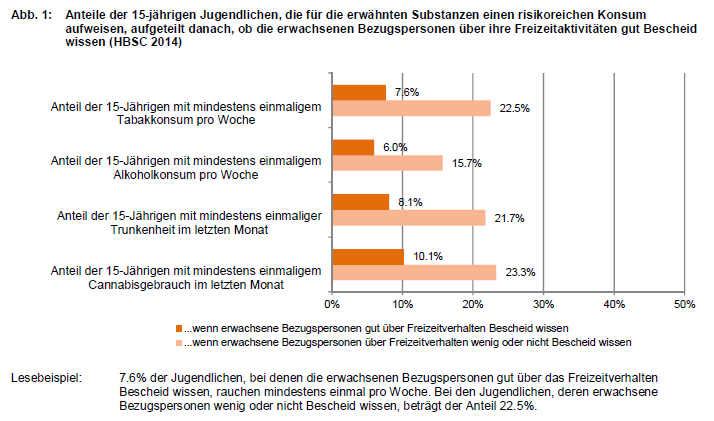 Abb. 1: Anteile der 15-jährigen Jugendlichen, die für die erwähnten Substanzen einen risikoreichen Konsum
aufweisen, aufgeteilt danach, ob die erwachsenen Bezugspersonen über ihre Freizeitaktivitäten gut Bescheid
wissen (HBSC 2014)
Anteil der 15-Jährigen mit mindestens einmaligem
Tabakkonsum pro Woche
7.6%
22.5%
Anteil der 15-Jährigen mit mindestens einmaligem
Alkoholkonsum pro Woche
6.0%
15.7%
Anteil der 15-Jährigen mit mindestens einmaliger
Trunkenheit im letzten Monat
8.1%
21.7%
Anteil der 15-Jährigen mit mindestens einmaligem
Cannabisgebrauch im letzten Monat
10.1%
23.3%
0% 10% 20% 30% 40% 50%
...wenn erwachsene Bezugspersonen gut über Freizeitverhalten Bescheid wissen
...wenn erwachsene Bezugspersonen über Freizeitverhalten wenig oder nicht Bescheid wissen
Lesebeispiel: 7.6% der Jugendlichen, bei denen die erwachsenen Bezugspersonen gut über das Freizeitverhalten
Bescheid wissen, rauchen mindestens einmal pro Woche. Bei den Jugendlichen, deren erwachsene
Bezugspersonen wenig oder nicht Bescheid wissen, beträgt der Anteil 22.5%.